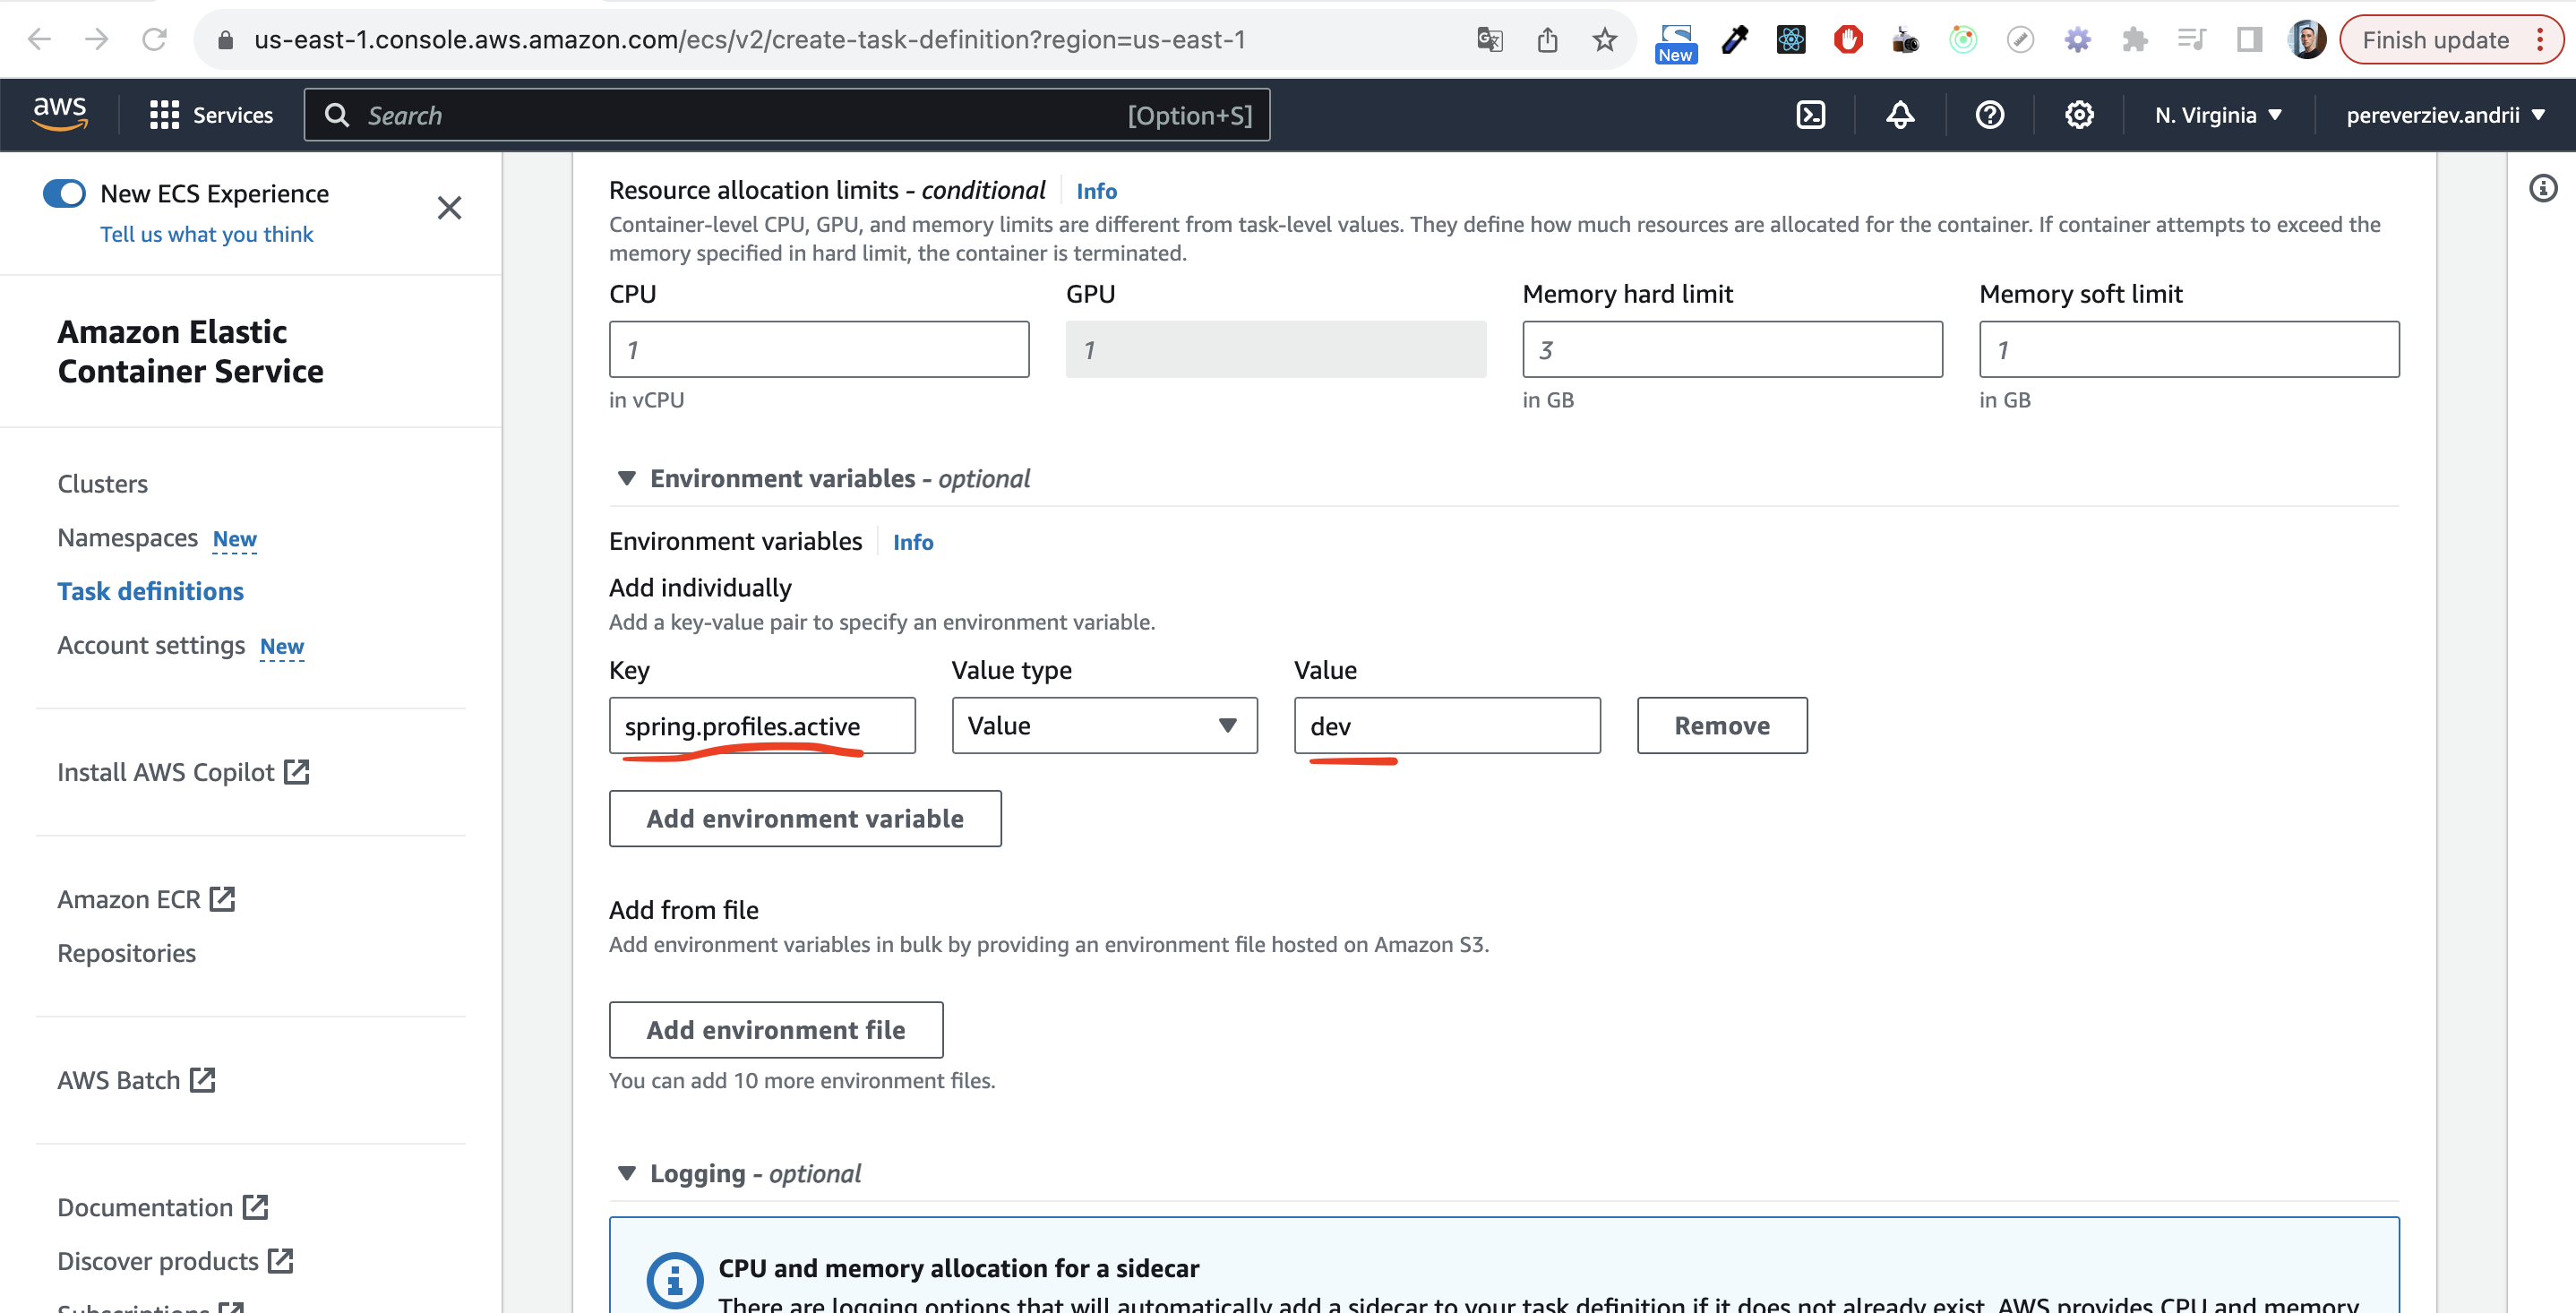 us-east-1.console.aws.amazon.com/ecs/v2/create-task-definition?region=us-east-1
New
Finish update
aws
Services
Search
[Option+S]
N. Virginia
pereverziev.andrii
New ECS Experience
Tell us what you think
Amazon Elastic
Container Service
Clusters
Namespaces New
Task definitions
Account settings New
Install AWS Copilot
Amazon ECR
Repositories
AWS Batch
Documentation
Discover products
Subscriptions
Resource allocation limits - conditional
Info
Container-level CPU, GPU, and memory limits are different from task-level values. They define how much resources are allocated for the container. If container attempts to exceed the
memory specified in hard limit, the container is terminated.
CPU
GPU
Memory hard limit
Memory soft limit
1
1
3
1
in vCPU
in GB
in GB
Environment variables - optional
Environment variables
Info
Add individually
Add a key-value pair to specify an environment variable.
Key
Value type
Value
spring.profiles.active
Value
dev
Remove
Add environment variable
Add from file
Add environment variables in bulk by providing an environment file hosted on Amazon S3.
Add environment file
You can add 10 more environment files.
Logging - optional
CPU and memory allocation for a sidecar
There are logging options that will automatically add a sidecar to your task definition if it does not already exist. AWS provides CPU and memory